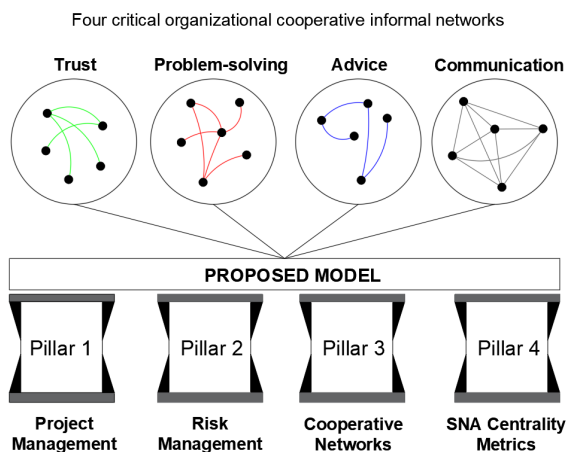 Four critical organizational cooperative informal networks
Trust
Problem-solving
Advice
Communication
PROPOSED MODEL
Pillar 1
Pillar 2
Pillar 3
Pillar 4
Project
Management
Risk
Management
Cooperative
Networks
SNA Centrality
Metrics